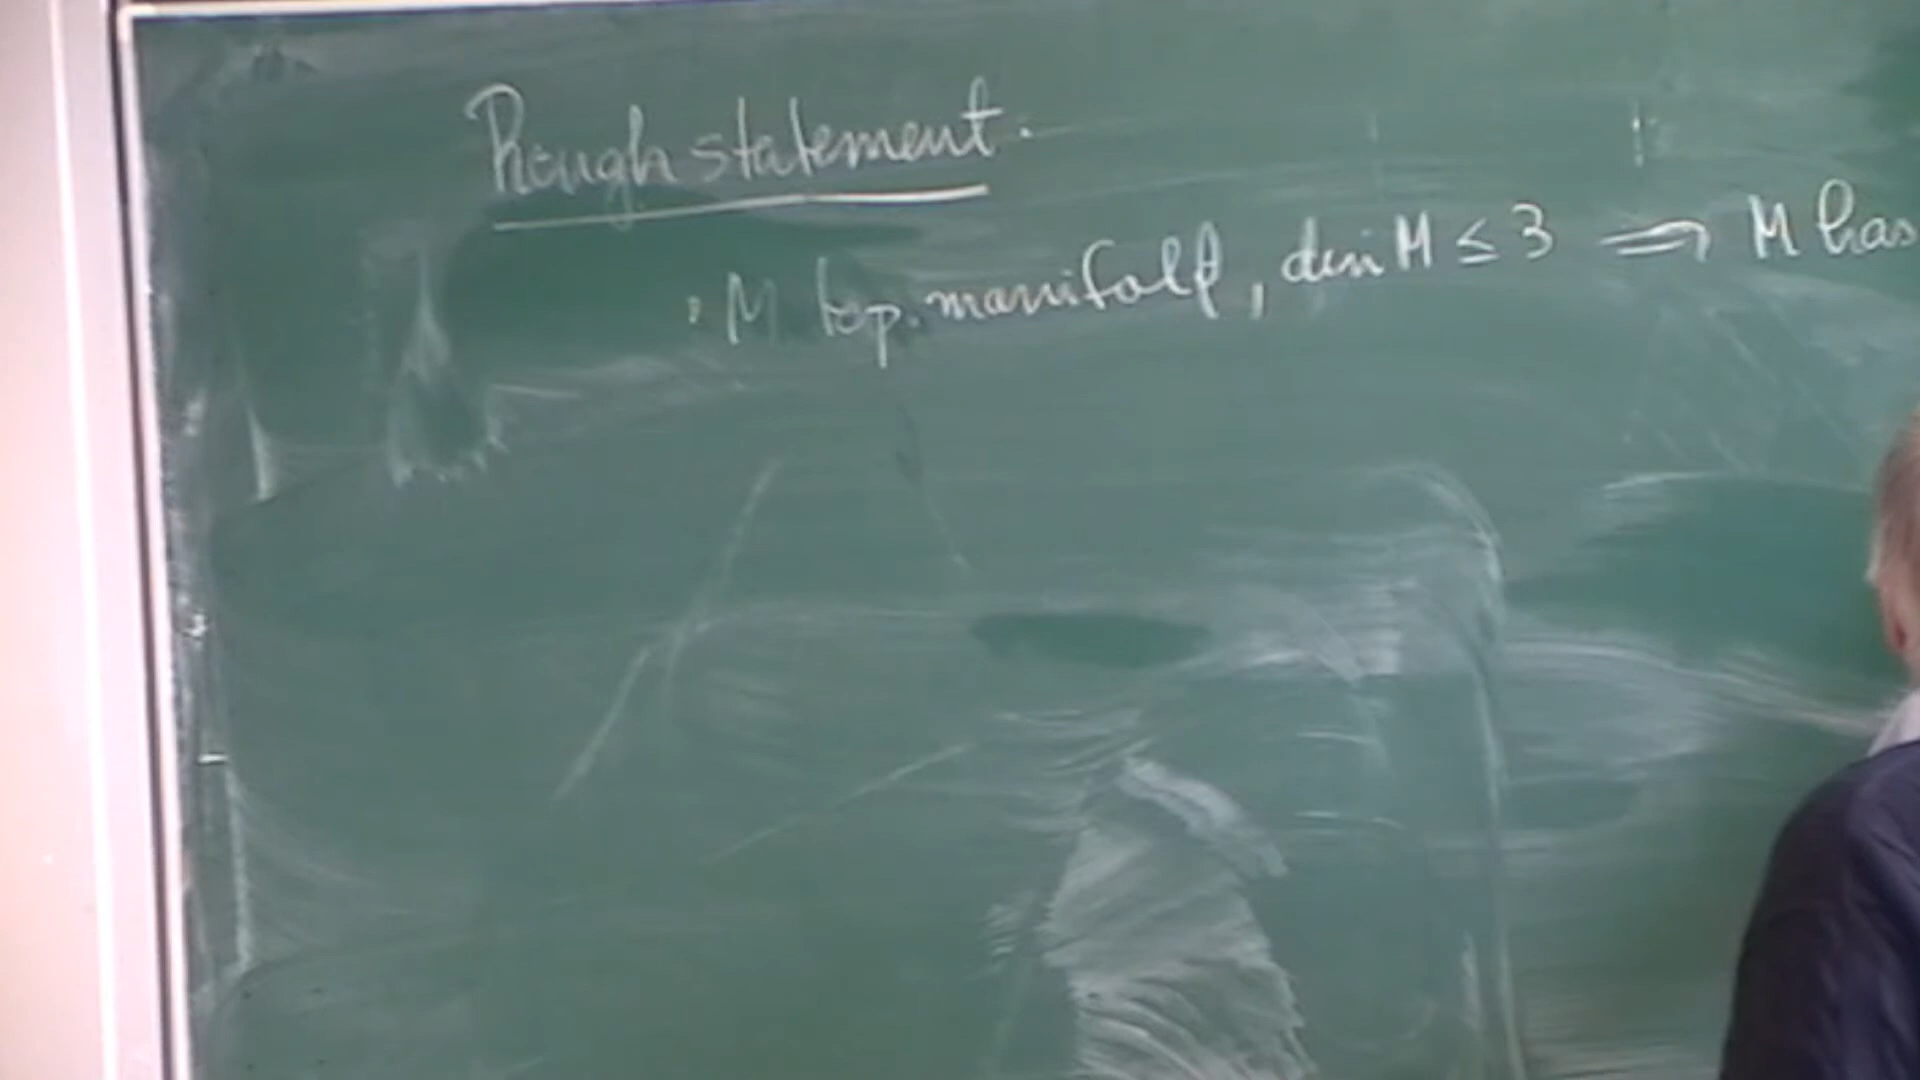 Rough statement:
· M top. manifold, dim M ≤ 3 ⟹ M has